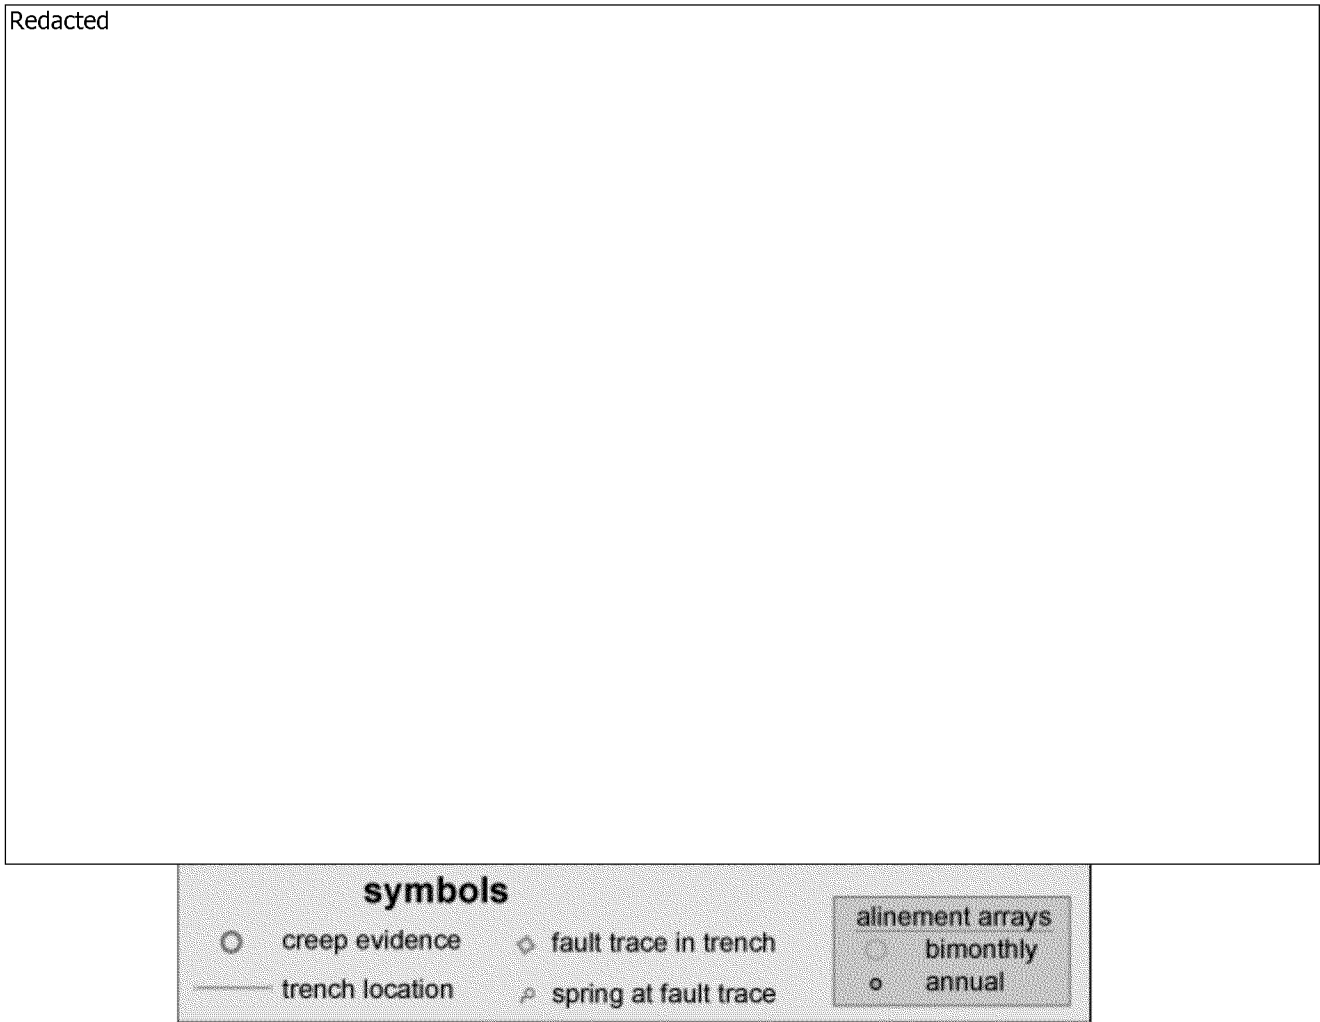 Redacted
symbols
creep evidence
fault trace in trench
trench location
spring at fault trace
alinement arrays
bimonthly
annual